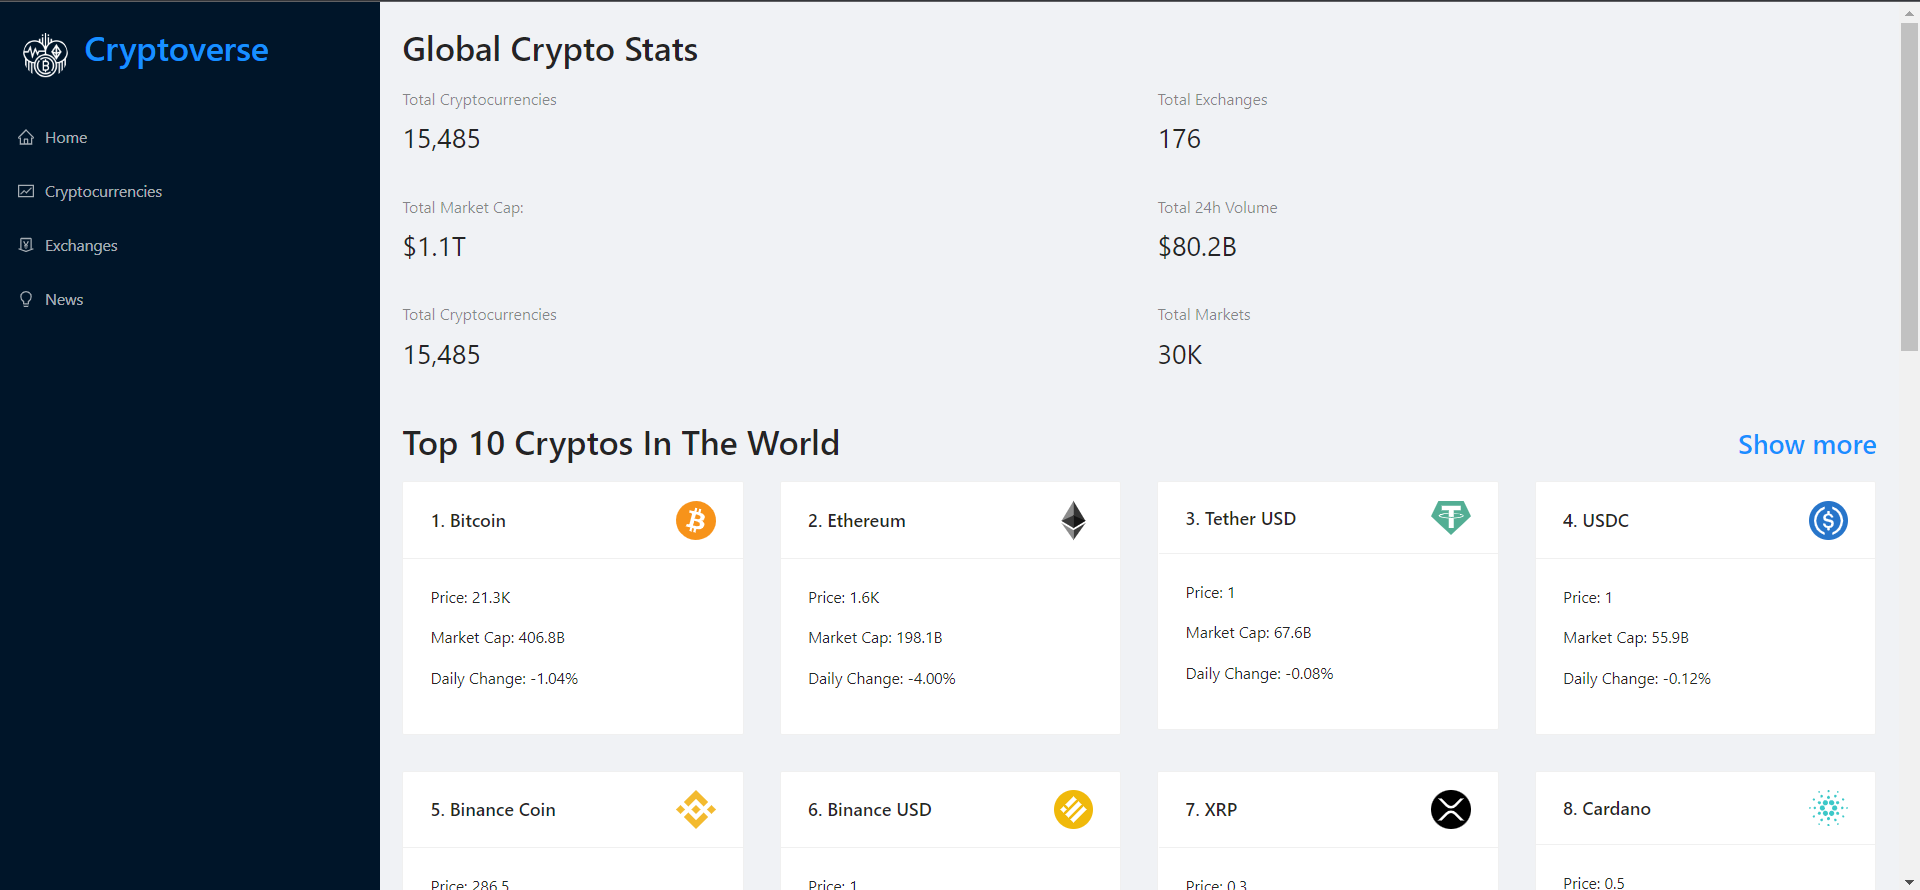 Cryptoverse
Home
Cryptocurrencies
Exchanges
News
Global Crypto Stats
Total Cryptocurrencies
15,485
Total Exchanges
176
Total Market Cap:
$1.1T
Total 24h Volume
$80.2B
Total Cryptocurrencies
15,485
Total Markets
30K
Top 10 Cryptos In The World
Show more
1. Bitcoin
Price: 21.3K
Market Cap: 406.8B
Daily Change: -1.04%
2. Ethereum
Price: 1.6K
Market Cap: 198.1B
Daily Change: -4.00%
3. Tether USD
Price: 1
Market Cap: 67.6B
Daily Change: -0.08%
4. USDC
Price: 1
Market Cap: 55.9B
Daily Change: -0.12%
5. Binance Coin
Price: 286.5
6. Binance USD
Price: 1
7. XRP
Price: 0.3
8. Cardano
Price: 0.5